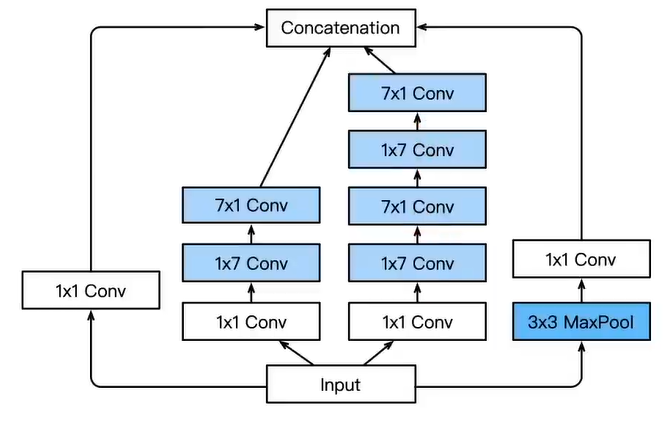 Concatenation
7x1 Conv
1x7 Conv
7x1 Conv
7x1 Conv
1x7 Conv
1x7 Conv
1x1 Conv
1x1 Conv
1x1 Conv
1x1 Conv
3x3 MaxPool
Input